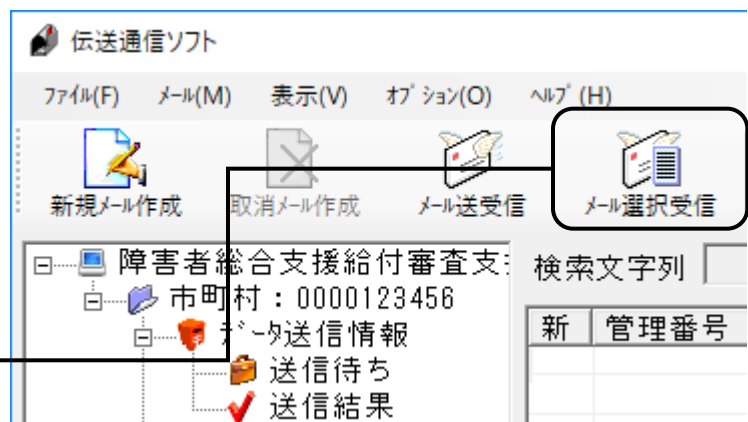 伝送通信ソフト
ファイル(F) メール(M) 表示(V) オプション(O) ヘルプ(H)
新規メール作成 取消メール作成 メール送受信 メール選択受信
障害者総合支援給付審査支
検索文字列
市町村:0000123456
新 管理番号
データ送信情報
送信待ち
送信結果